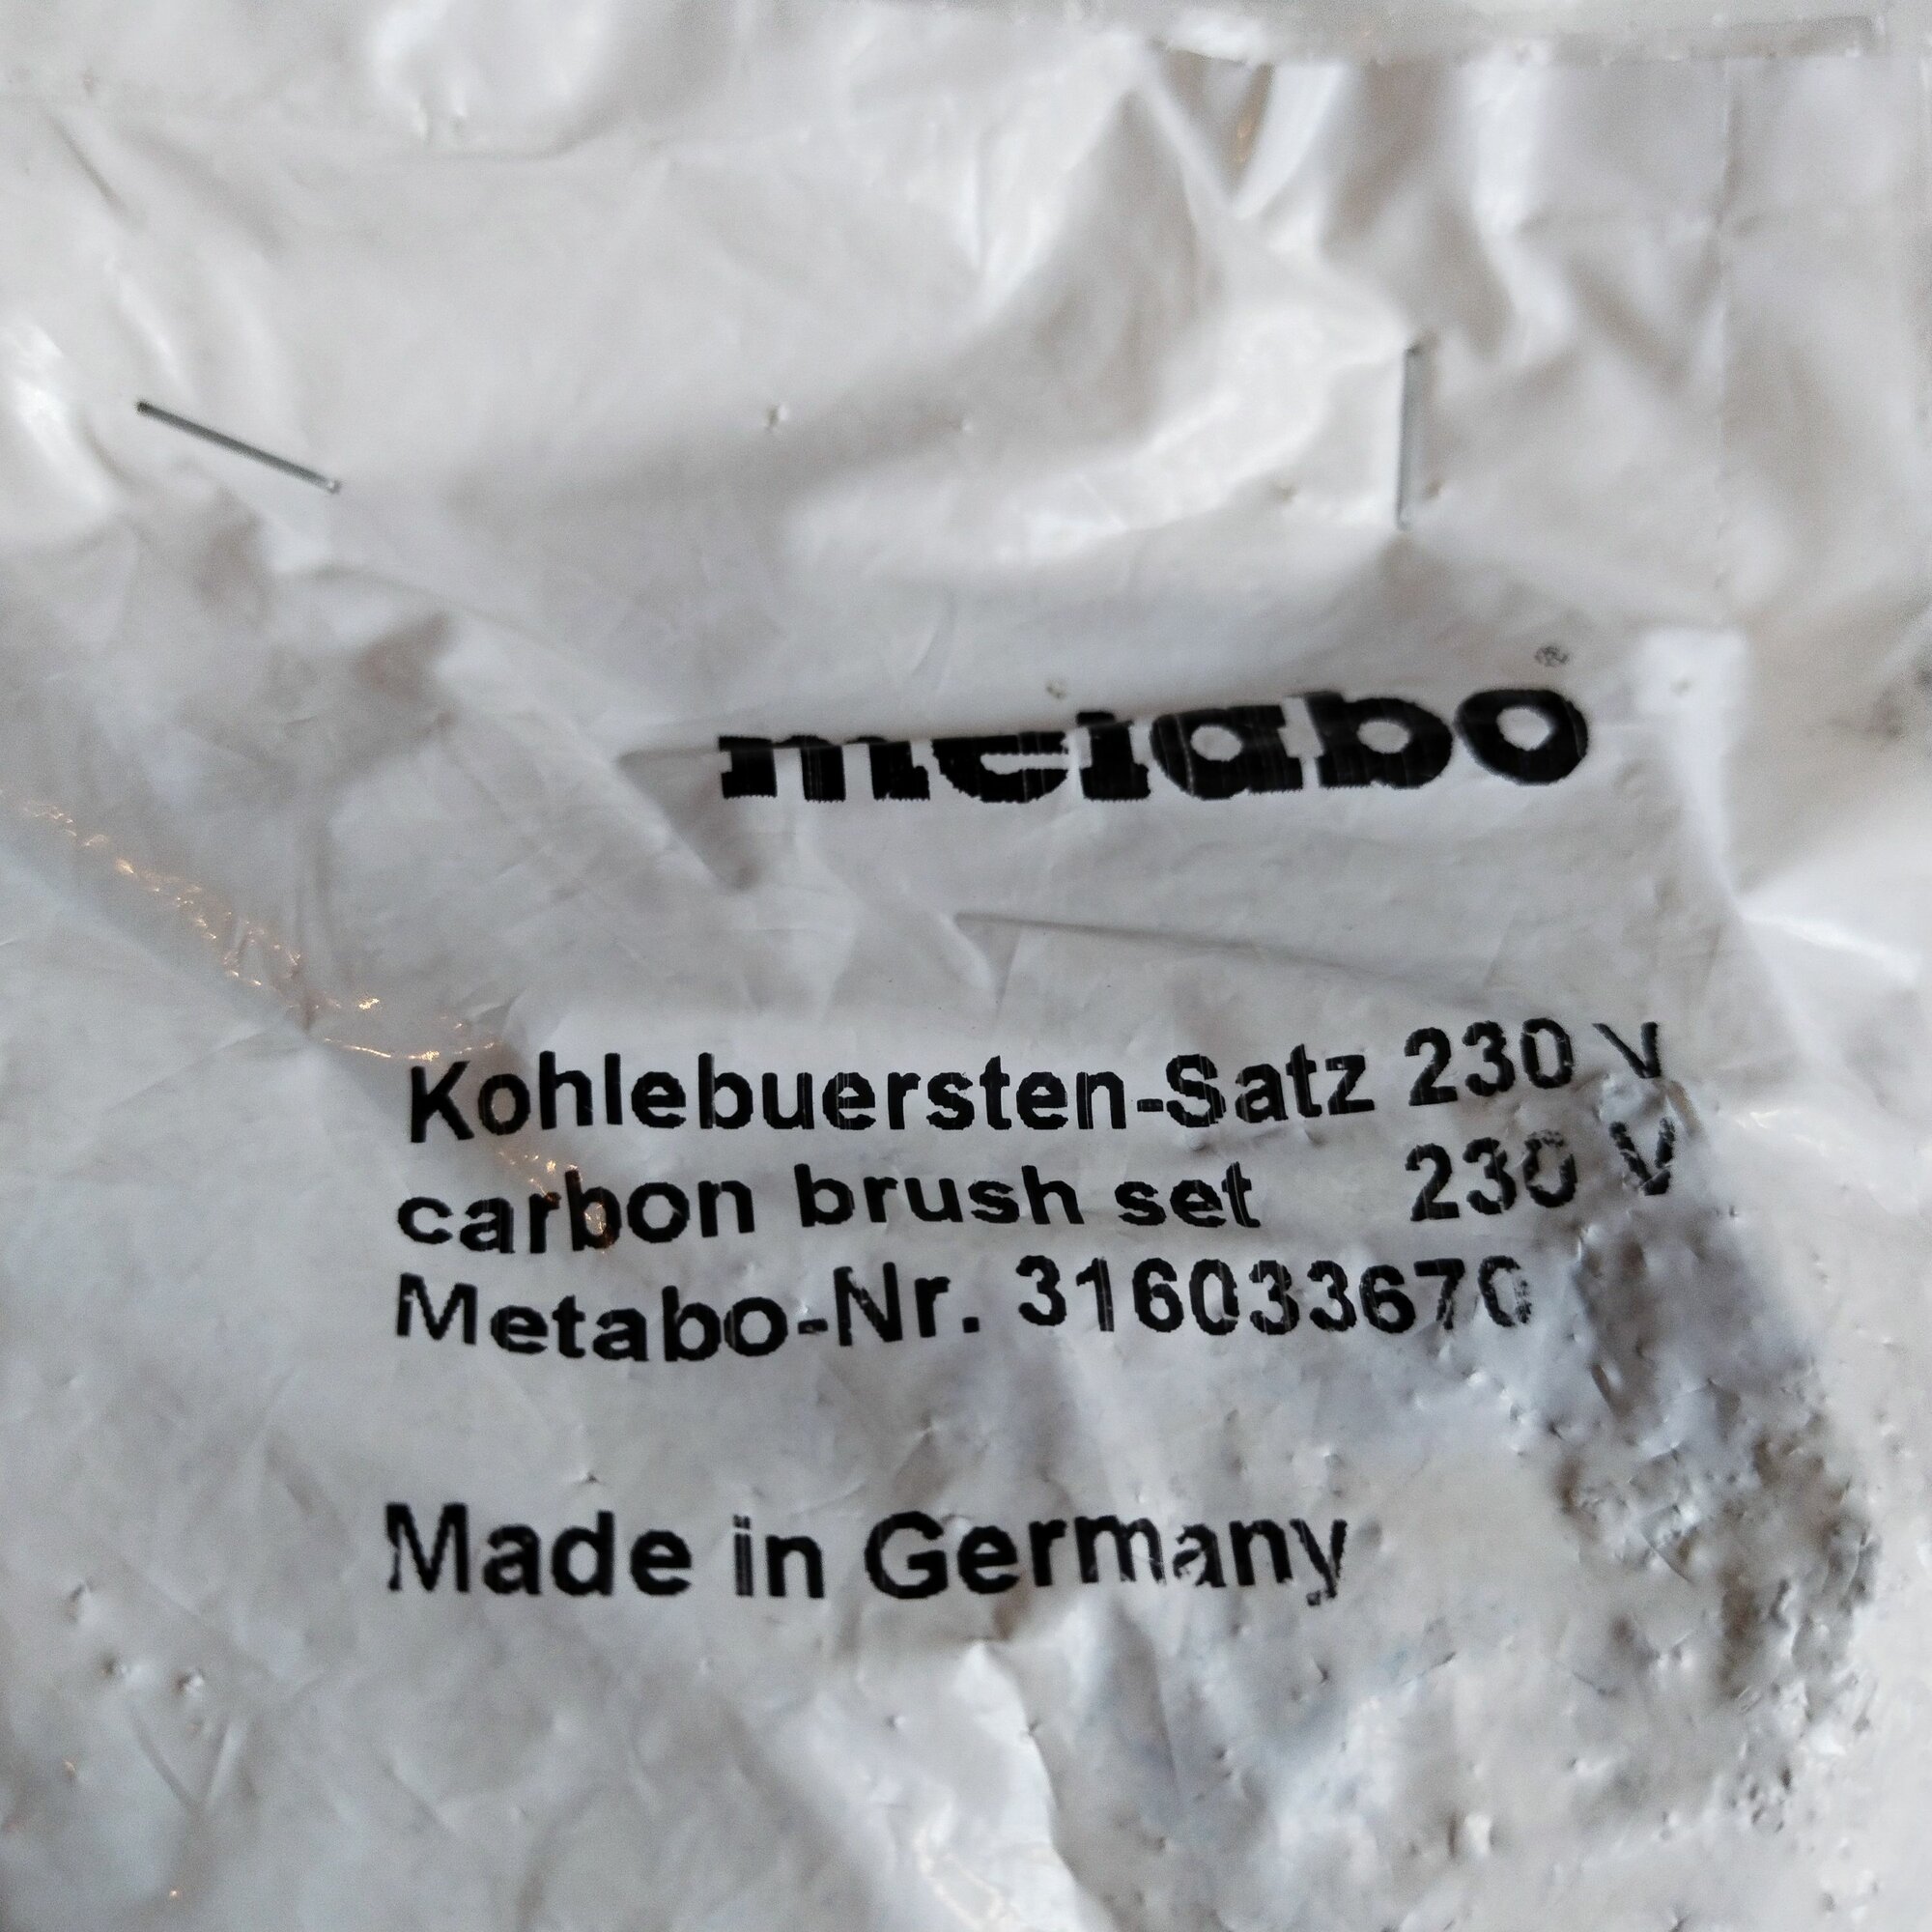 metabo®
Kohlebuersten-Satz 230 V
carbon brush set 230 V
Metabo-Nr. 316033670
Made in Germany